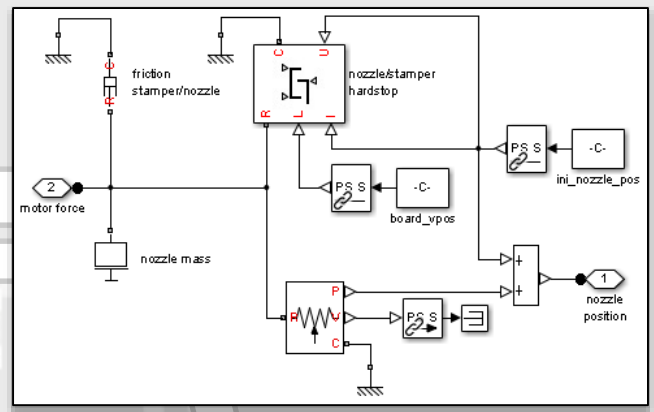 C
U
C
friction
stamper/nozzle
R
nozzle/stamper
hardstop
R
L
I
PS S
-C-
ini_nozzle_pos
PS S
-C-
board_vpos
2
motor force
nozzle mass
+
+
1
nozzle
position
P
R
V
C
PS S